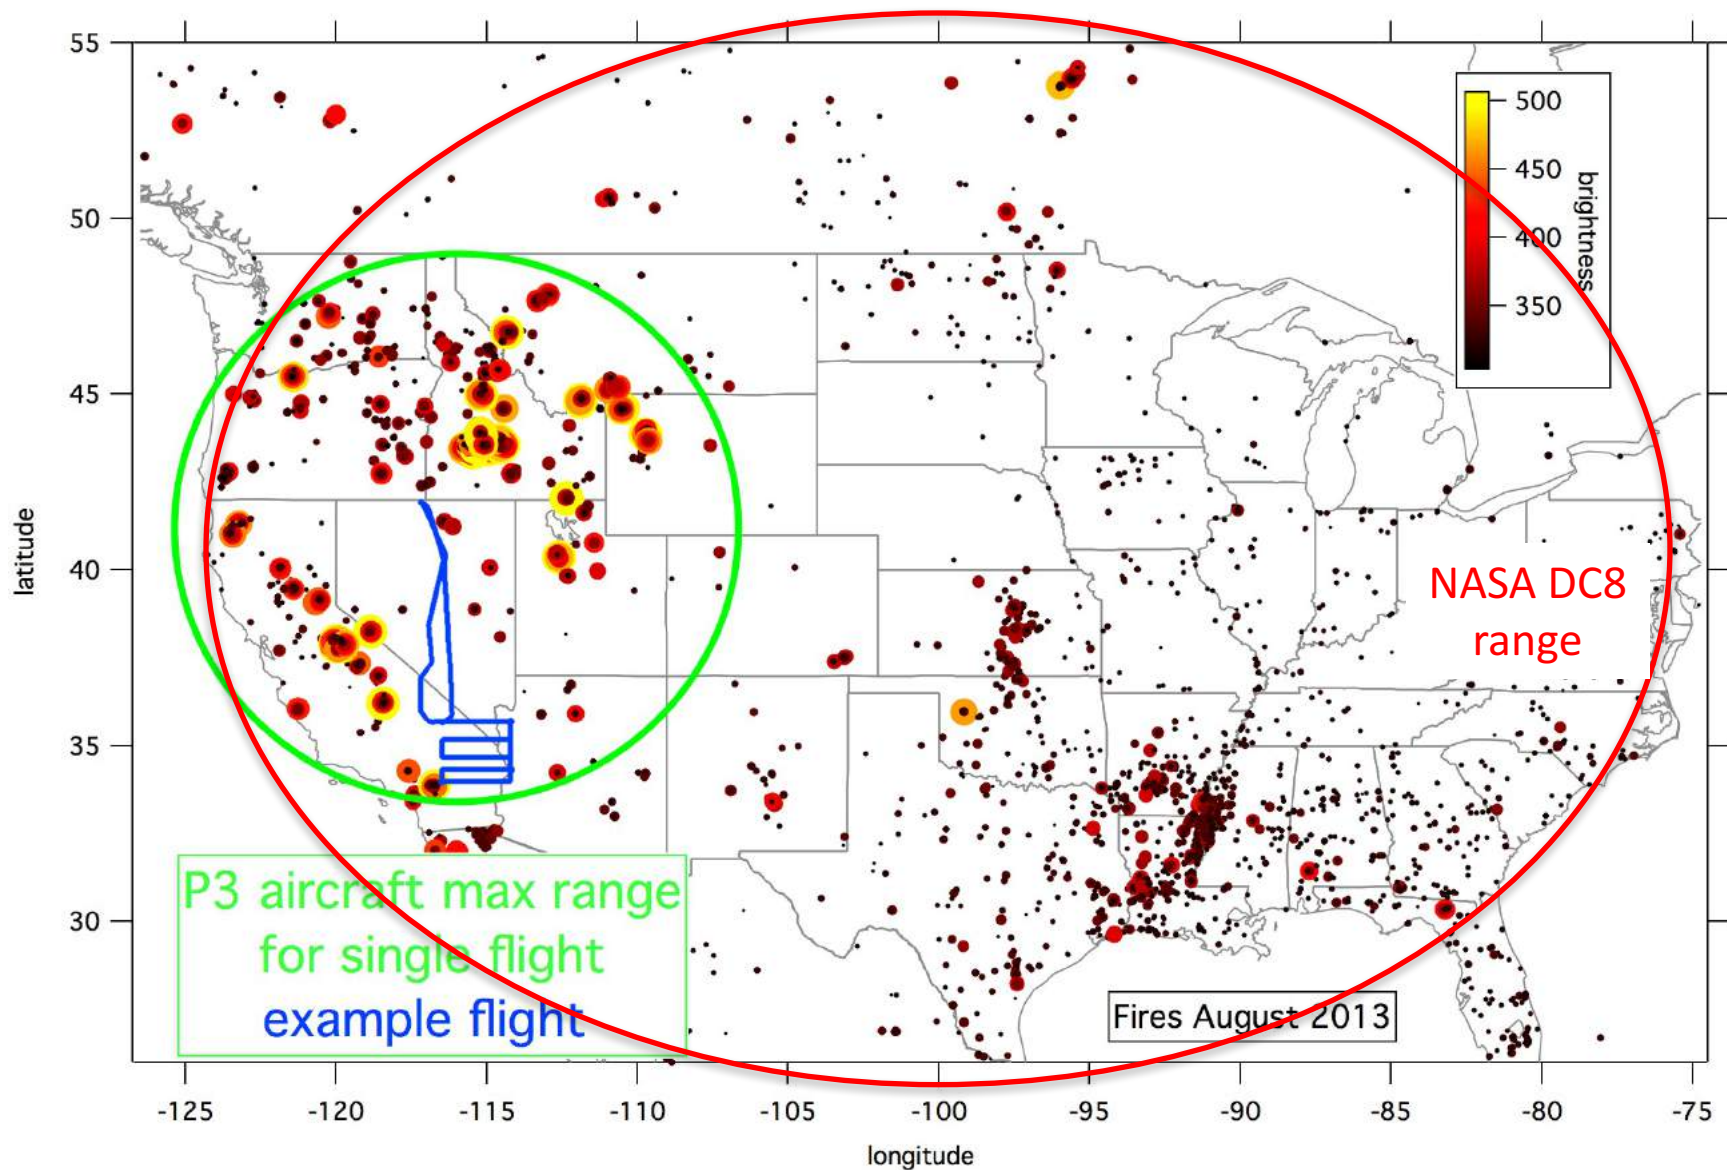 55
50
45
40
35
30
latitude
500
450
400
350
brightness
NASA DC8
range
P3 aircraft max range
for single flight
example flight
Fires August 2013
-125
-120
-115
-110
-105
-100
-95
-90
-85
-80
-75
longitude